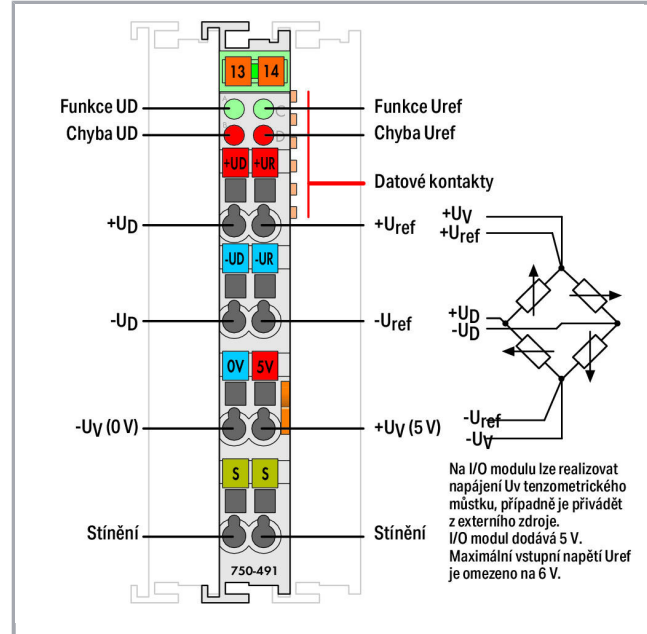 13 14
A C
Funkce UD
Funkce Uref
D
Chyba UD
Chyba Uref
+UD +UR
Datové kontakty
+UD
+Uref
-UD -UR
-UD
-Uref
0V 5V
-UV (0 V)
+UV (5 V)
S S
Stínění
Stínění
750-491
+UV
+Uref
+UD
-UD
-Uref
-UV
Na I/O modulu lze realizovat
napájení Uv tenzometrického
můstku, případně je přivádět
z externího zdroje.
I/O modul dodává 5 V.
Maximální vstupní napětí Uref
je omezeno na 6 V.